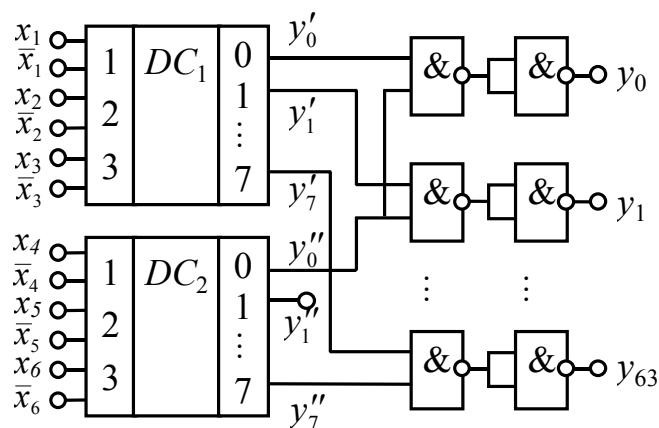 x₁
x̄₁
x₂
x̄₂
x₃
x̄₃
1
2
3
DC₁
0
1
⋮
7
y′₀
y′₁
y′₇
x₄
x̄₄
x₅
x̄₅
x₆
x̄₆
1
2
3
DC₂
0
1
⋮
7
y″₀
y″₁
y″₇
& & y₀
& & y₁
⋮ ⋮
& & y₆₃